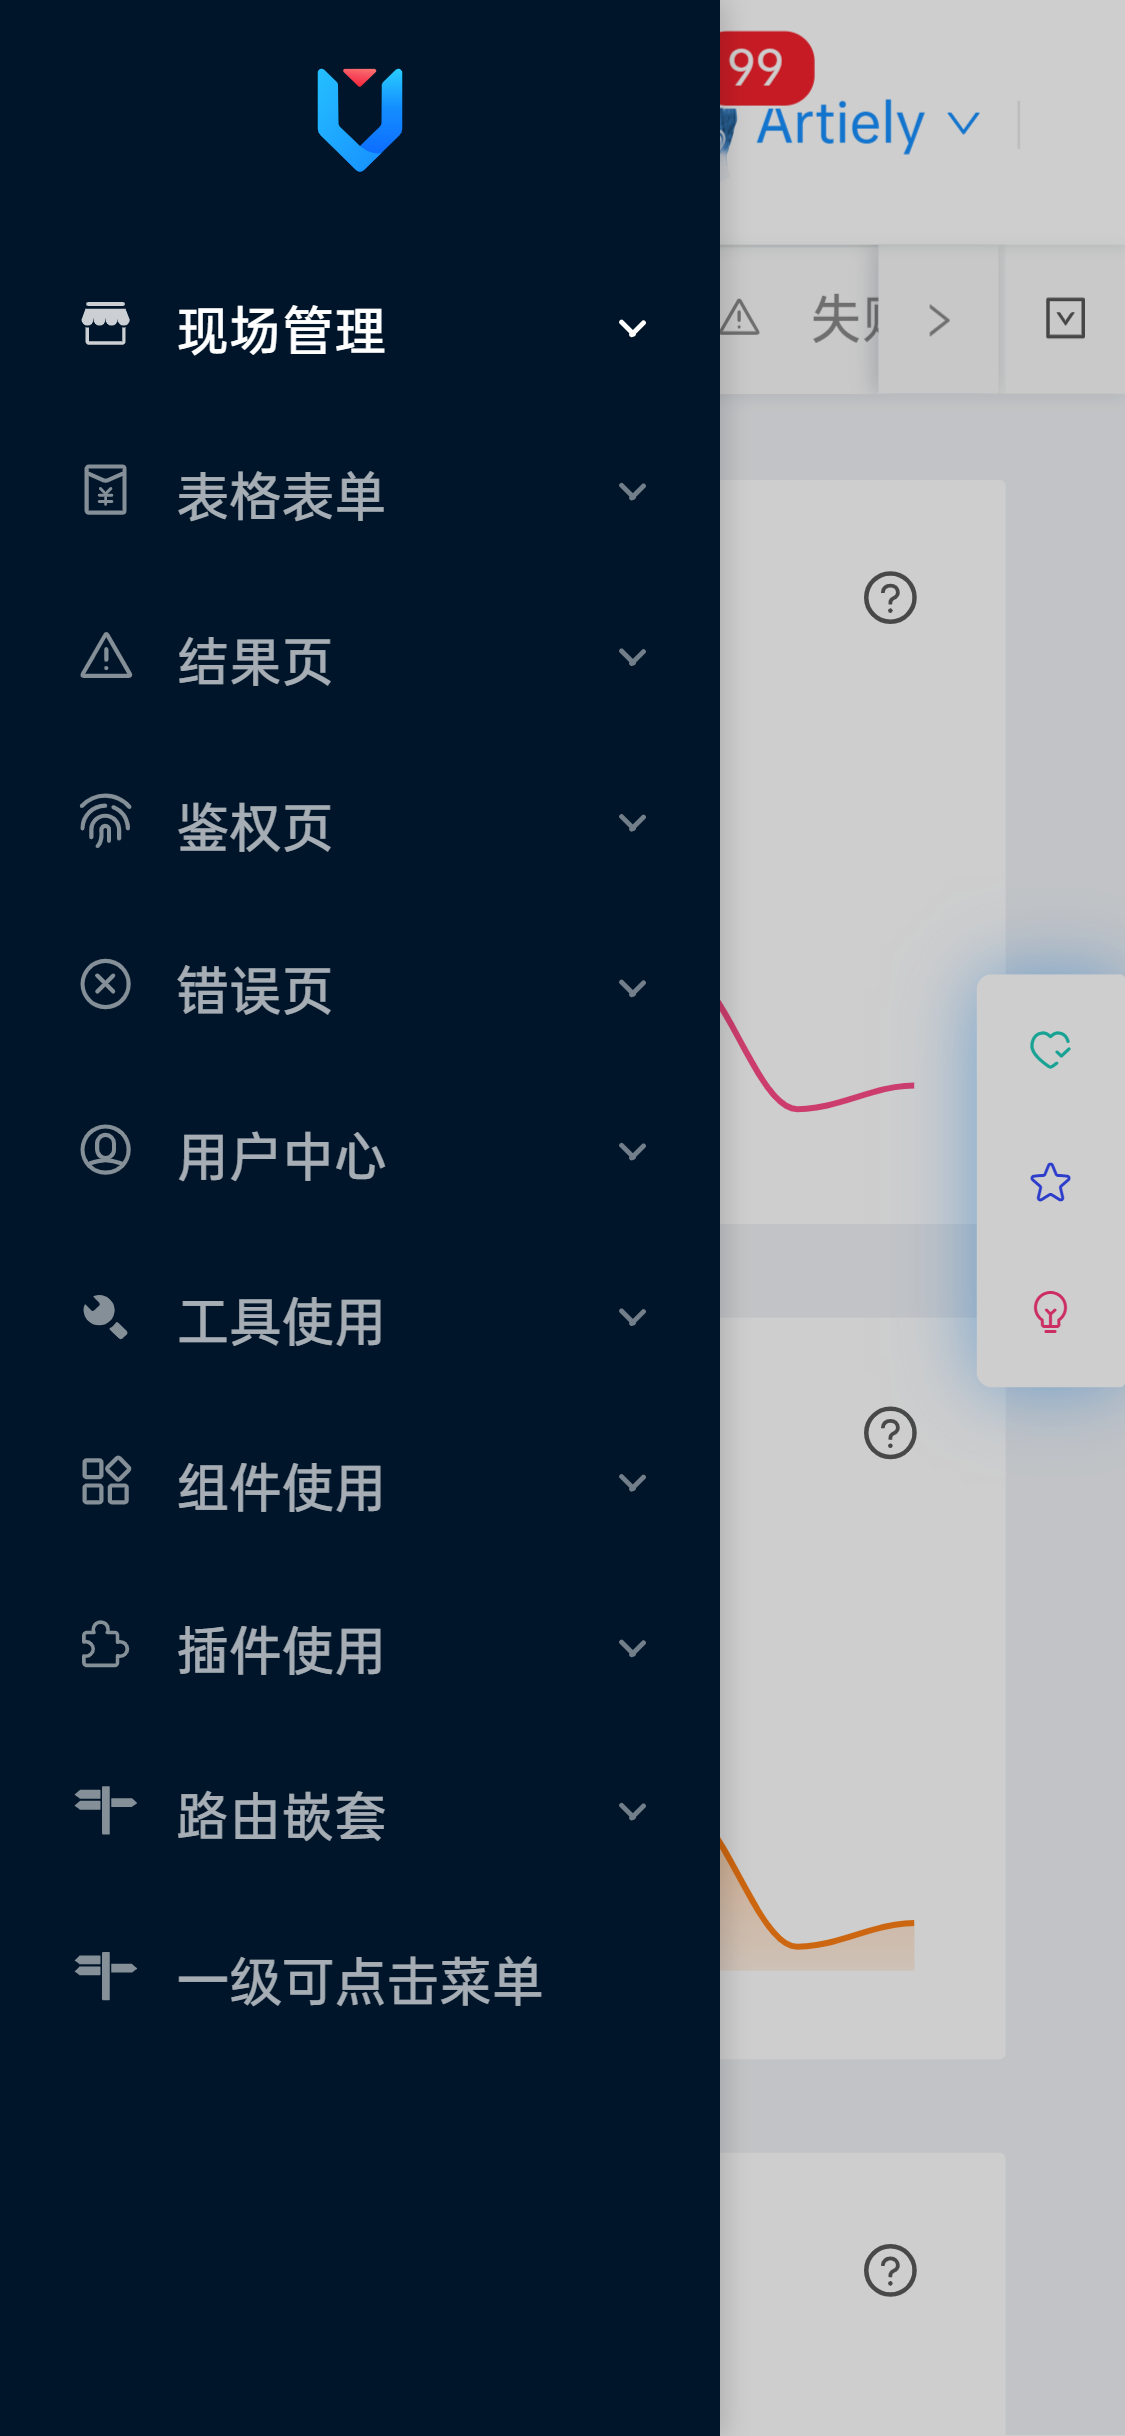 99
Artiely
失
现场管理
表格表单
结果页
鉴权页
错误页
用户中心
工具使用
组件使用
插件使用
路由嵌套
一级可点击菜单